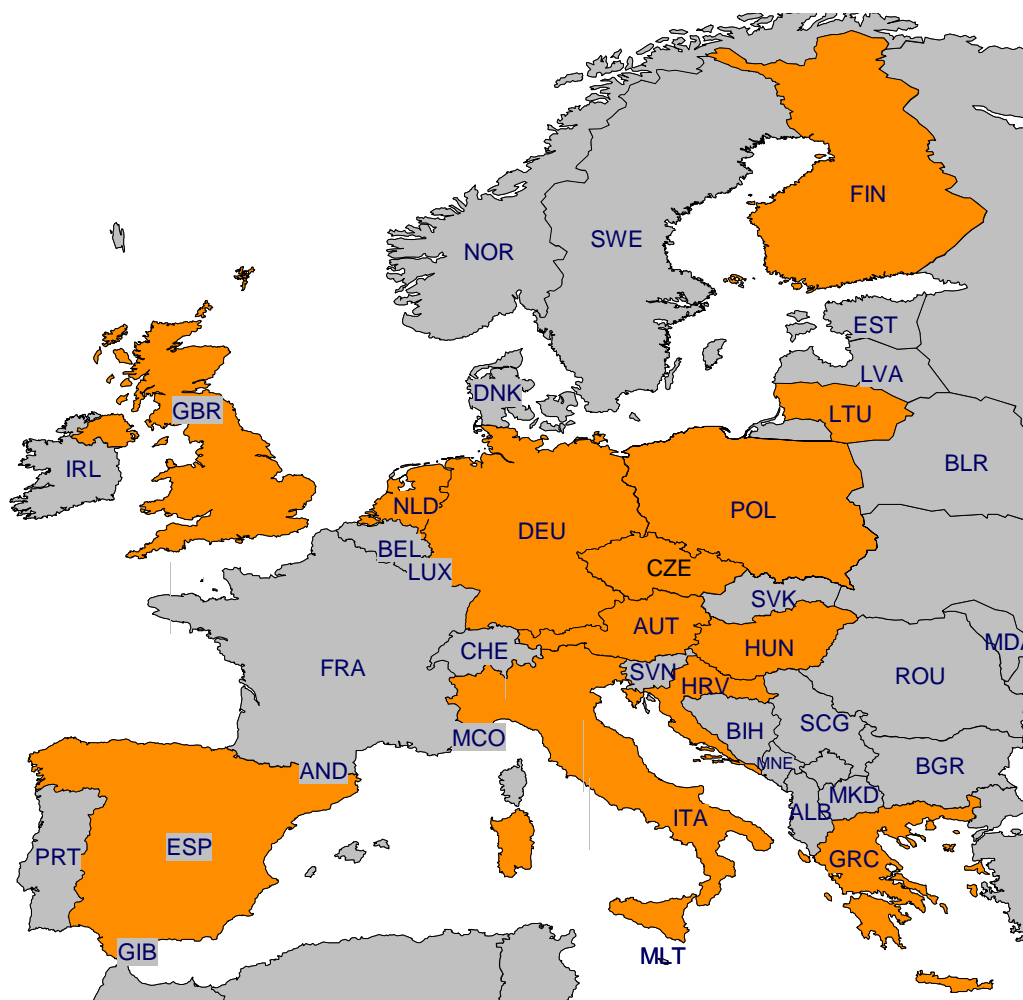 FIN
NOR
SWE
EST
LVA
DNK
GBR
LTU
IRL
BLR
NLD
POL
DEU
BEL
LUX
CZE
SVK
AUT
CHE
HUN
MDA
FRA
SVN
ROU
HRV
BIH
SCG
MCO
MNE
BGR
AND
MKD
ALB
ITA
PRT
ESP
GRC
GIB
MLT